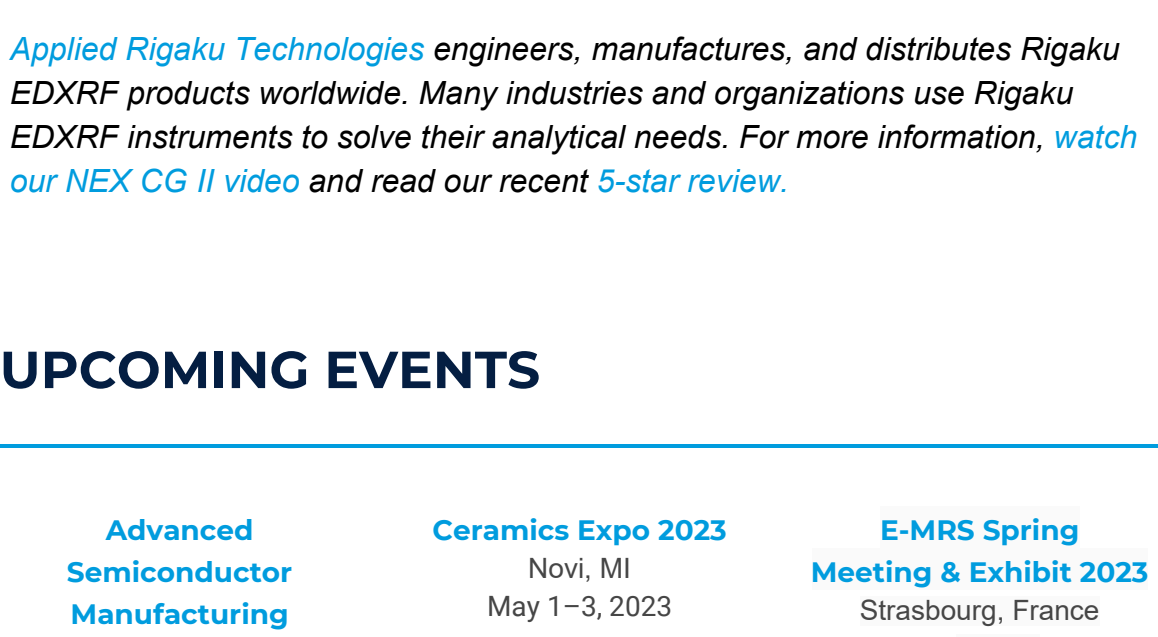 Applied Rigaku Technologies engineers, manufactures, and distributes Rigaku
EDXRF products worldwide. Many industries and organizations use Rigaku
EDXRF instruments to solve their analytical needs. For more information, watch
our NEX CG II video and read our recent 5-star review.
UPCOMING EVENTS
Advanced
Semiconductor
Manufacturing
Ceramics Expo 2023
Novi, MI
May 1–3, 2023
E-MRS Spring
Meeting & Exhibit 2023
Strasbourg, France